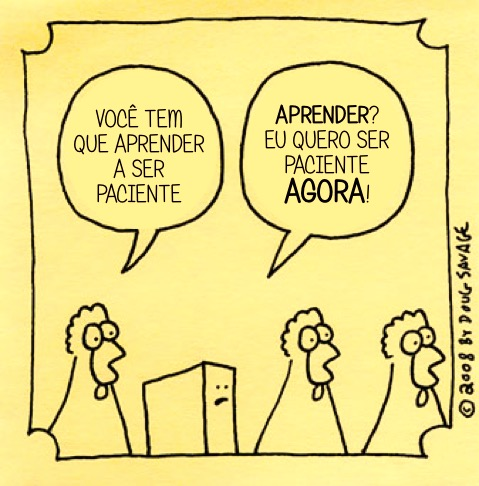 VOCÊ TEM
QUE APRENDER
A SER
PACIENTE
APRENDER?
EU QUERO SER
PACIENTE
AGORA!
© 2008 BY DOUG SAVAGE